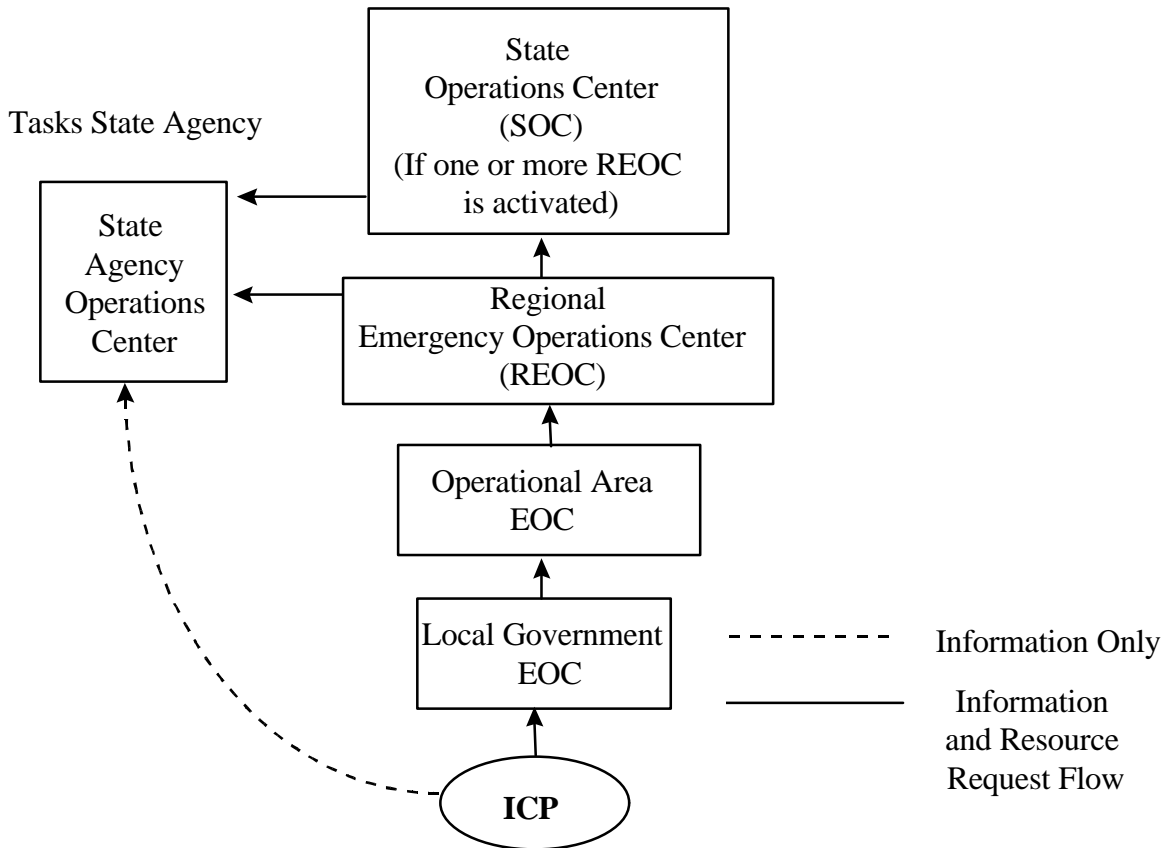 State
Operations Center
(SOC)
(If one or more REOC
is activated)
Tasks State Agency
State
Agency
Operations
Center
Regional
Emergency Operations Center
(REOC)
Operational Area
EOC
Local Government
EOC
Information Only
Information
and Resource
Request Flow
ICP